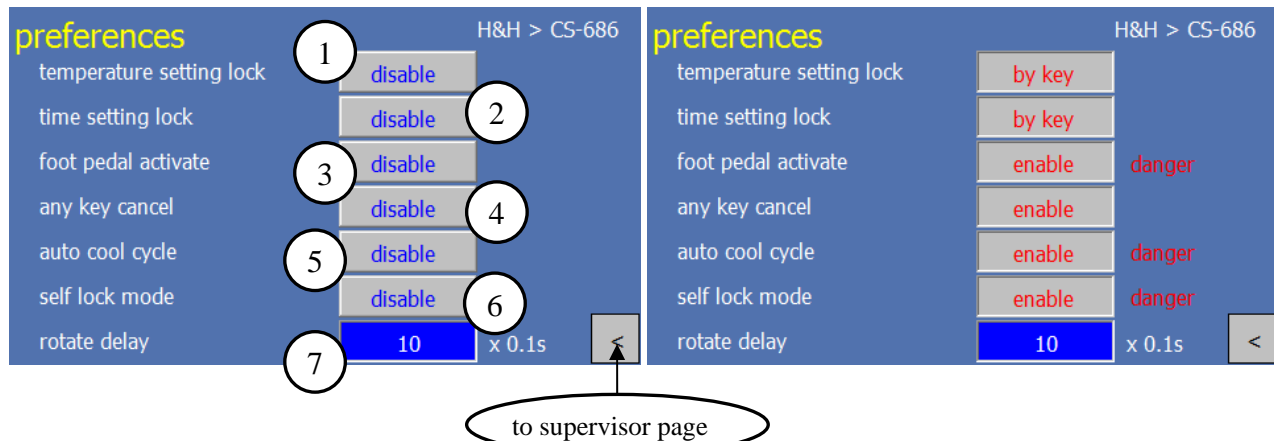 preferences
H&H > CS-686
1
temperature setting lock disable
time setting lock disable 2
foot pedal activate disable
3
any key cancel disable 4
auto cool cycle disable
5
self lock mode disable 6
rotate delay 10 x 0.1s <
7
preferences
H&H > CS-686
temperature setting lock by key
time setting lock by key
foot pedal activate enable danger
any key cancel enable
auto cool cycle enable danger
self lock mode enable danger
rotate delay 10 x 0.1s <
to supervisor page